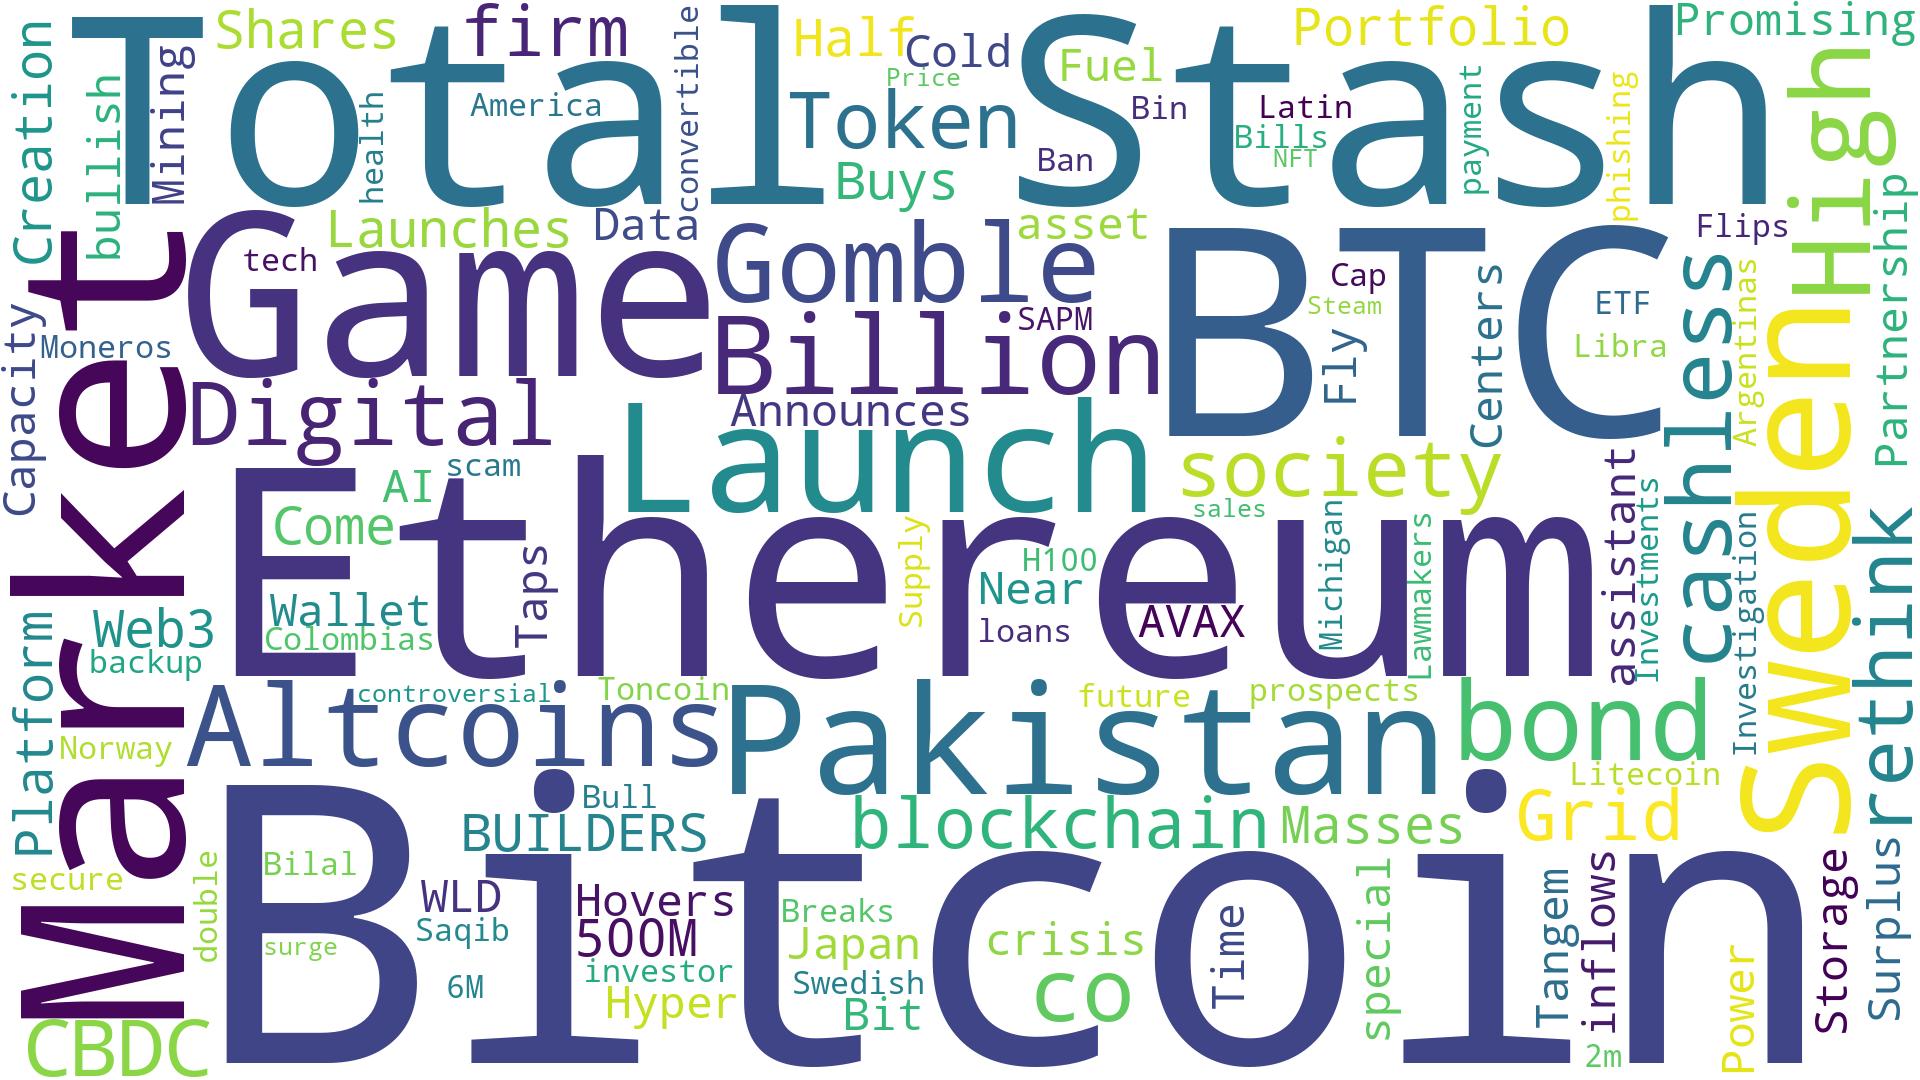 Total Stash
Shares
firm
Half
Cold
Price
Portfolio
Promising
Creation
bullish
Mining
health
America
convertible
Token
Fuel
Bin
Latin
Bills
NFT
payment
phishing
High
Ban
Buys
Market
Game
Launches
tech
Data
Gomble
asset
BTC
Cap
Steam
Fly
Centers
Flips
ETF
Libra
Argentinas
Partnership
cashless
Sweden
Capacity
Moneros
SAPM
Billion
Announces
Digital
Launch
society
scam
AI
Come
Ethereum
sales
Taps
Supply
H100
Near
loans
AVAX
Michigan
Lawmakers
assistant
Investments
Investigation
rethink
Wallet
Colombias
Web3
backup
Platform
Norway
controversial
Toncoin
Altcoins
Pakistan
future
prospects
bond
Litecoin
Grid
Bull
BUILDERS
blockchain
Masses
Bitcoin
secure
double
Bilal
surge
WLD
Saqib
6M
Hovers
500M
investor
Hyper
Breaks
Japan
Swedish
Bit
crisis
co
Time
special
Tangem
inflows
2m
Power
Storage
Surplus
CBDC